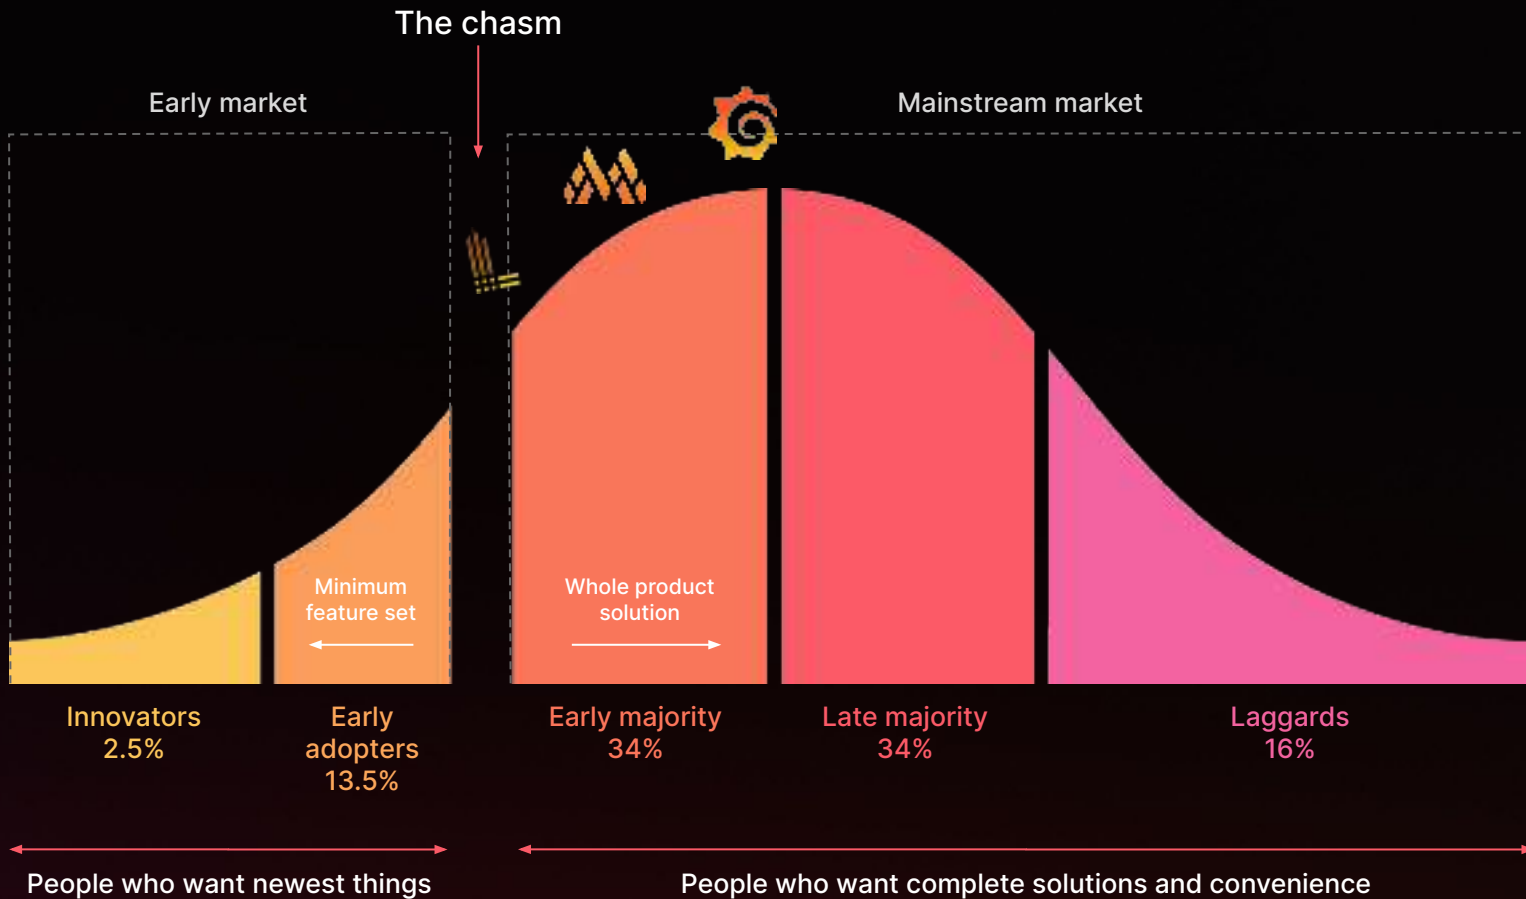 The chasm
Early market
Mainstream market
Minimum
feature set
Whole product
solution
Innovators
2.5%
Early
adopters
13.5%
Early majority
34%
Late majority
34%
Laggards
16%
People who want newest things
People who want complete solutions and convenience